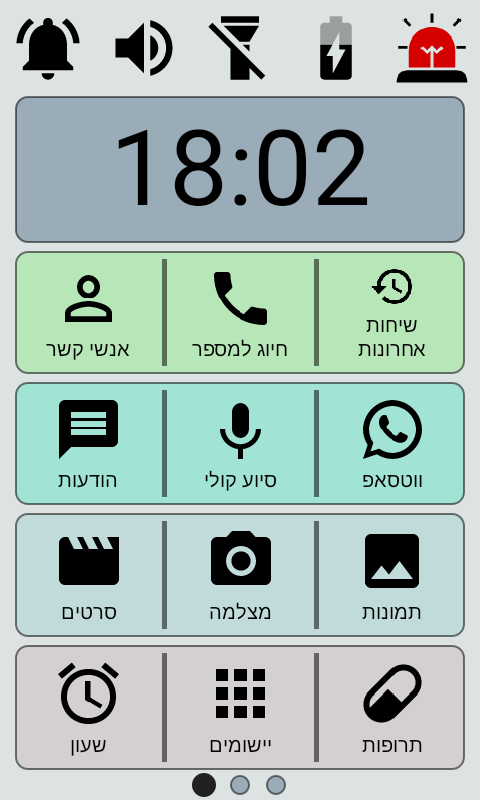 18:02
שיחות
אחרונות
חיוג למספר
אנשי קשר
ווטסאפ
סיוע קולי
הודעות
תמונות
מצלמה
סרטים
תרופות
יישומים
שעון